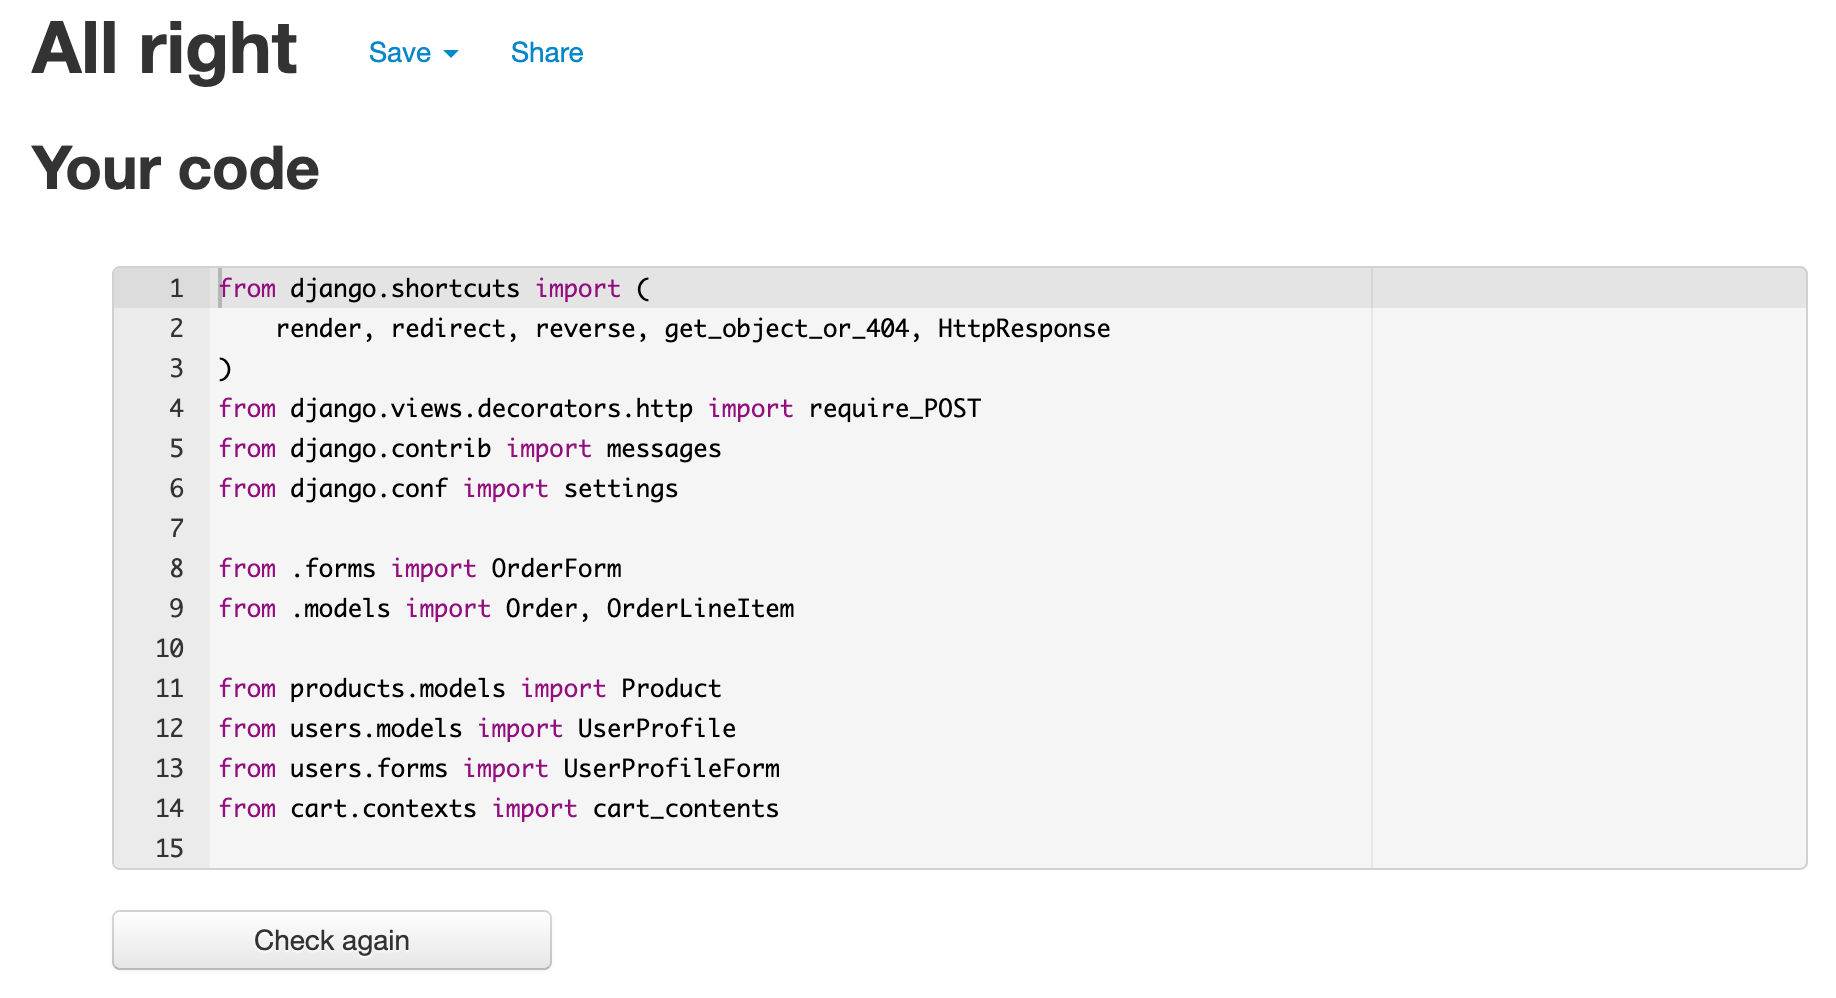 All right Save Share
Your code
1 from django.shortcuts import (
2     render, redirect, reverse, get_object_or_404, HttpResponse
3 )
4 from django.views.decorators.http import require_POST
5 from django.contrib import messages
6 from django.conf import settings
7
8 from .forms import OrderForm
9 from .models import Order, OrderLineItem
10
11 from products.models import Product
12 from users.models import UserProfile
13 from users.forms import UserProfileForm
14 from cart.contexts import cart_contents
15
Check again